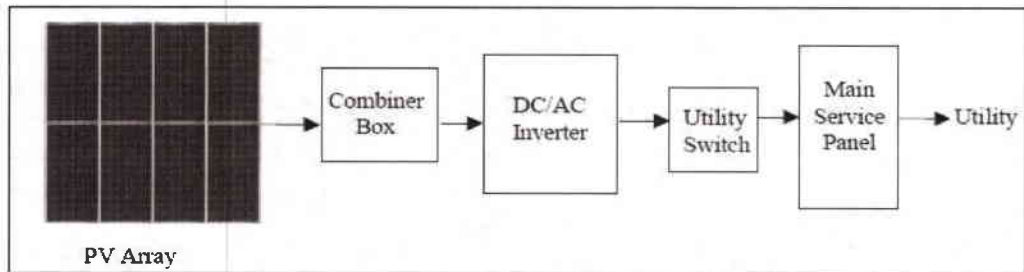 PV Array
Combiner
Box
DC/AC
Inverter
Utility
Switch
Main
Service
Panel
Utility